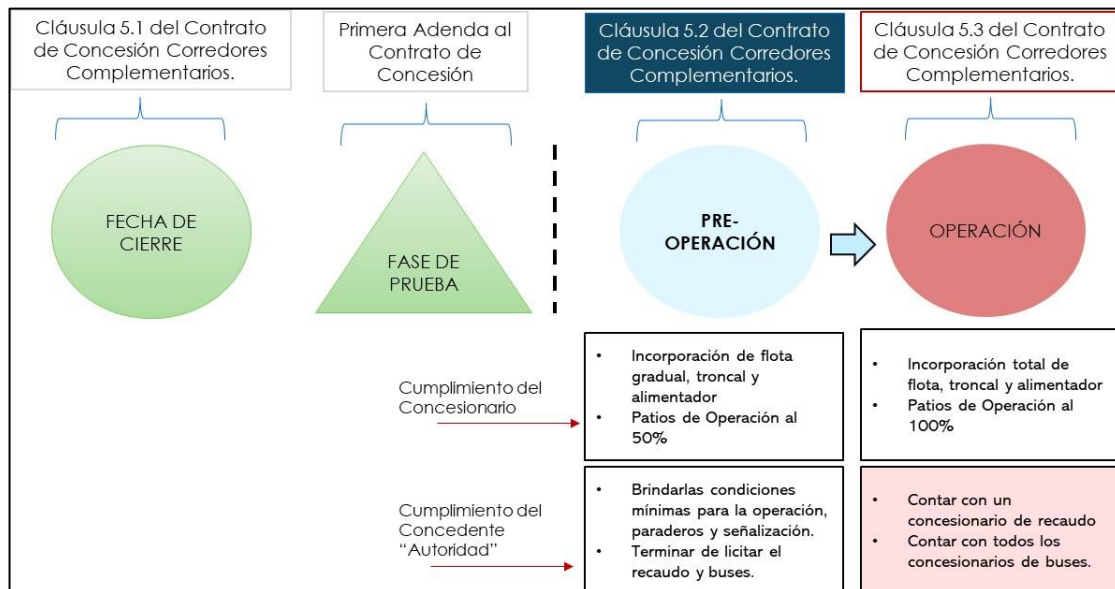 Cláusula 5.1 del Contrato
de Concesión Corredores
Complementarios.
Primera Adenda al
Contrato de
Concesión
Cláusula 5.2 del Contrato
de Concesión Corredores
Complementarios.
Cláusula 5.3 del Contrato
de Concesión Corredores
Complementarios.
FECHA DE
CIERRE
FASE DE
PRUEBA
PRE-
OPERACIÓN
OPERACIÓN
Cumplimiento del
Concesionario
• Incorporación de flota
gradual, troncal y
alimentador
• Patios de Operación al
50%
• Incorporación total de
flota, troncal y alimentador
• Patios de Operación al
100%
Cumplimiento del
Concedente
“Autoridad”
• Brindarlas condiciones
mínimas para la operación,
paraderos y señalización.
• Terminar de licitar el
recaudo y buses.
• Contar con un
concesionario de recaudo
• Contar con todos los
concesionarios de buses.